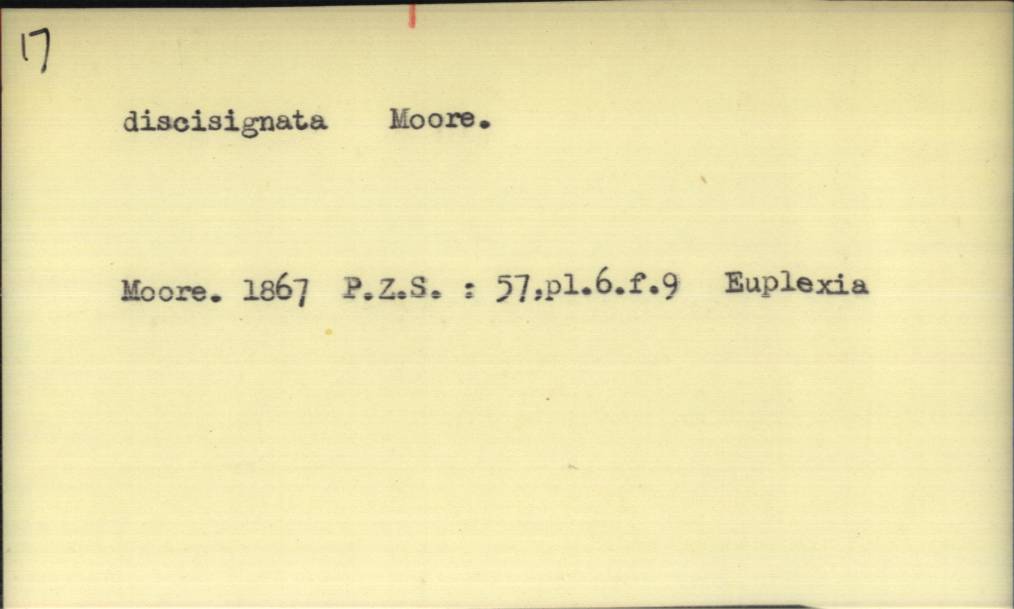 17
discisignata Moore.
Moore. 1867 P.Z.S. : 57,pl.6.f.9 Euplexia